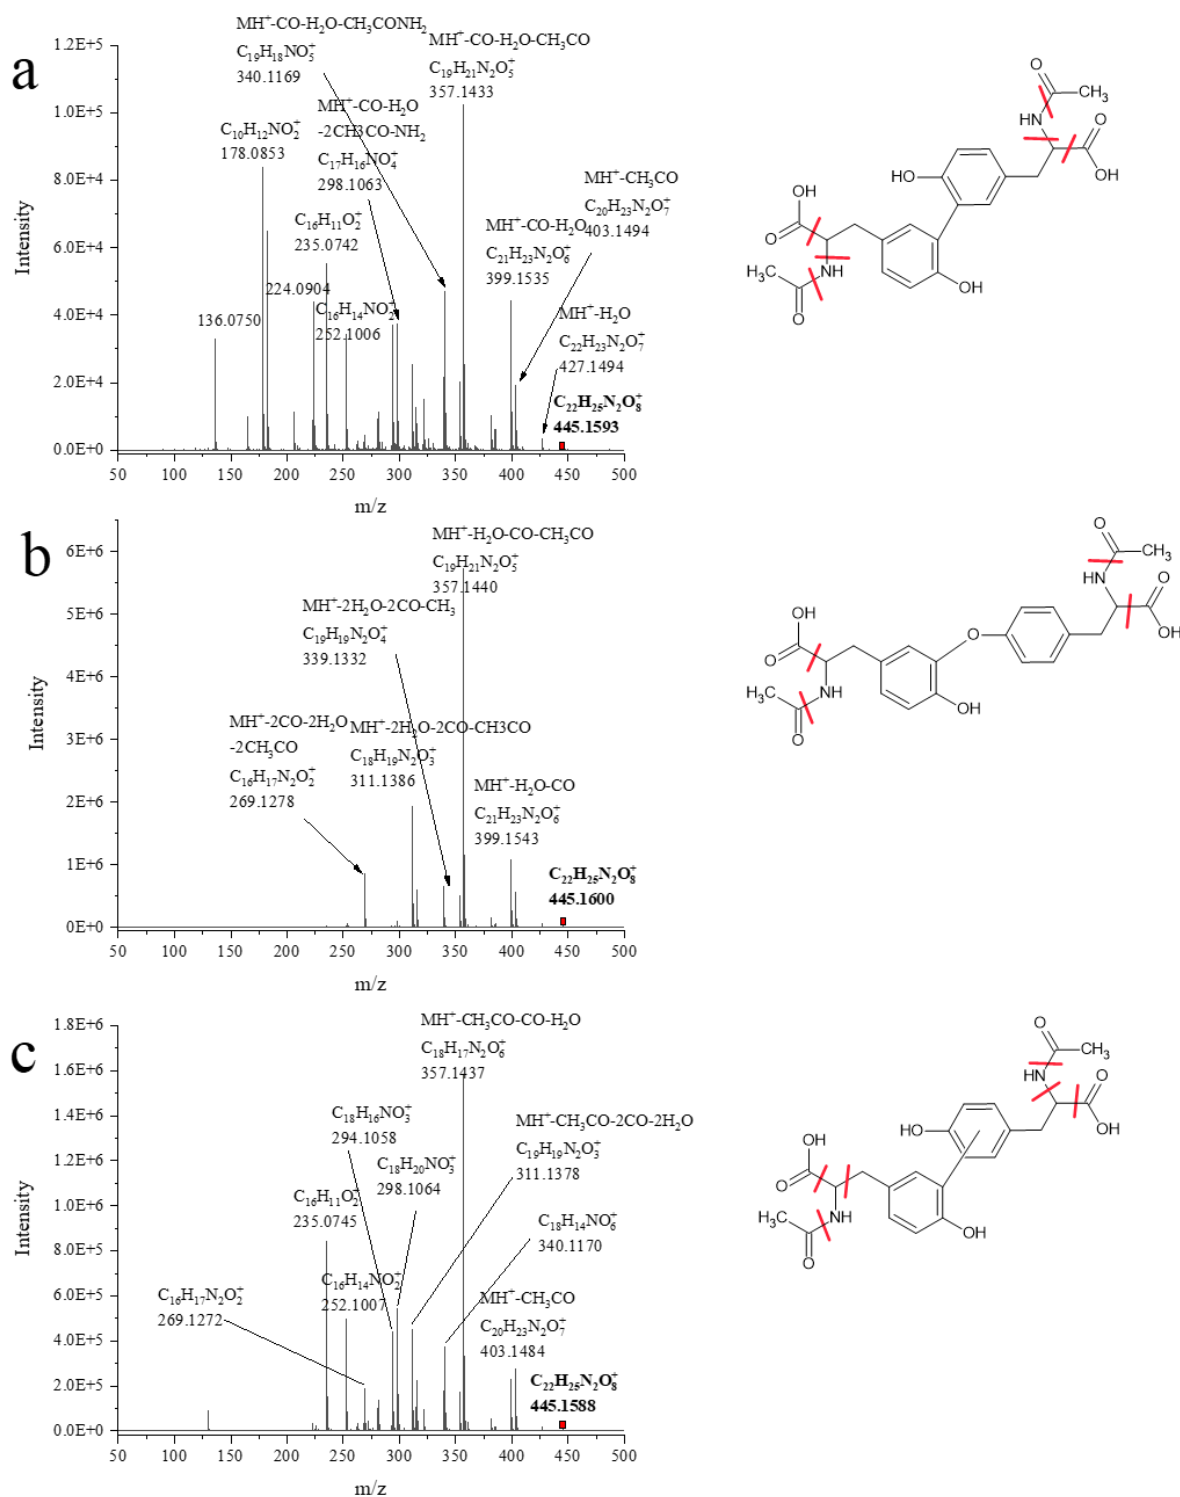 a
MH⁺-CO-H₂O-CH₃CONH₂
C₁₉H₁₈NO₅⁺
340.1169
MH⁺-CO-H₂O-CH₃CO
C₁₉H₂₁N₂O₅⁺
357.1433
MH⁺-CO-H₂O
-2CH3CO-NH₂
C₁₇H₁₆NO₄⁺
298.1063
C₁₀H₁₂NO₂⁺
178.0853
MH⁺-CH₃CO
C₂₀H₂₃N₂O₇⁺
403.1494
C₁₆H₁₁O₂⁺
235.0742
MH⁺-CO-H₂O
C₂₁H₂₃N₂O₆⁺
399.1535
224.0904
136.0750
C₁₆H₁₄NO₂⁺
252.1006
MH⁺-H₂O
C₂₂H₂₃N₂O₇⁺
427.1494
C₂₂H₂₅N₂O₈⁺
445.1593
1.2E+5
1.0E+5
8.0E+4
6.0E+4
4.0E+4
2.0E+4
0.0E+0
Intensity
50 100 150 200 250 300 350 400 450 500
m/z
O
CH₃
HN
O
OH
HO
OH
O
NH
OH
H₃C
O
b
MH⁺-H₂O-CO-CH₃CO
C₁₉H₂₁N₂O₅⁺
357.1440
MH⁺-2H₂O-2CO-CH₃
C₁₉H₁₉N₂O₄⁺
339.1332
MH⁺-2CO-2H₂O
-2CH₃CO
C₁₆H₁₇N₂O₂⁺
269.1278
MH⁺-2H₂O-2CO-CH3CO
C₁₈H₁₉N₂O₃⁺
311.1386
MH⁺-H₂O-CO
C₂₁H₂₃N₂O₆⁺
399.1543
C₂₂H₂₅N₂O₈⁺
445.1600
6E+6
5E+6
4E+6
3E+6
2E+6
1E+6
0E+0
Intensity
50 100 150 200 250 300 350 400 450 500
m/z
O
CH₃
HN
O
OH
O
OH
O
NH
OH
H₃C
O
c
MH⁺-CH₃CO-CO-H₂O
C₁₈H₁₇N₂O₆⁺
357.1437
C₁₈H₁₆NO₃⁺
294.1058
MH⁺-CH₃CO-2CO-2H₂O
C₁₉H₁₉N₂O₃⁺
311.1378
C₁₈H₂₀NO₃⁺
298.1064
C₁₆H₁₁O₂⁺
235.0745
C₁₈H₁₄NO₆⁺
340.1170
C₁₆H₁₄NO₂⁺
252.1007
C₁₆H₁₇N₂O₂⁺
269.1272
MH⁺-CH₃CO
C₂₀H₂₃N₂O₇⁺
403.1484
C₂₂H₂₅N₂O₈⁺
445.1588
1.8E+6
1.6E+6
1.4E+6
1.2E+6
1.0E+6
8.0E+5
6.0E+5
4.0E+5
2.0E+5
0.0E+0
Intensity
50 100 150 200 250 300 350 400 450 500
m/z
O
CH₃
HN
O
OH
HO
OH
O
NH
OH
H₃C
O